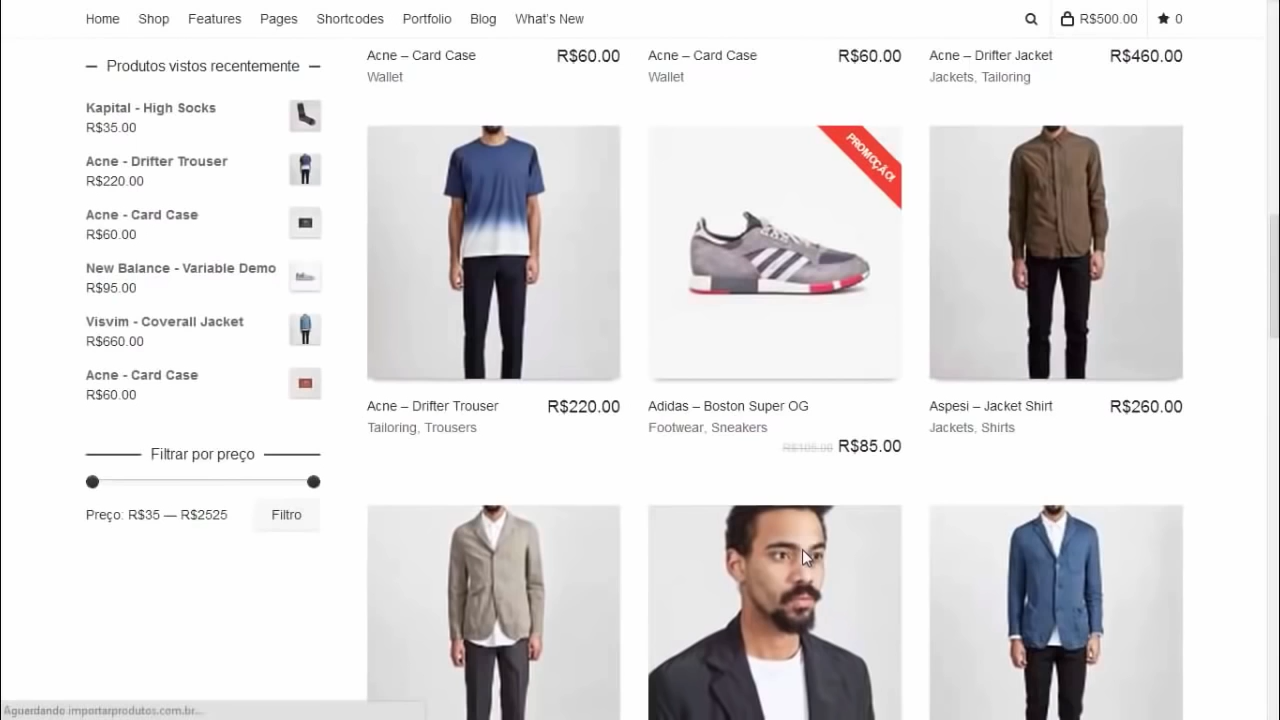 Home Shop Features Pages Shortcodes Portfolio Blog What's New R$500.00 0
Produtos vistos recentemente
Kapital - High Socks
R$35.00
Acne - Drifter Trouser
R$220.00
Acne - Card Case
R$60.00
New Balance - Variable Demo
R$95.00
Visvim - Coverall Jacket
R$660.00
Acne - Card Case
R$60.00
Filtrar por preço
Preço: R$35 — R$2525 Filtro
Acne – Card Case R$60.00
Wallet
Acne – Card Case R$60.00
Wallet
Acne – Drifter Jacket R$460.00
Jackets, Tailoring
PROMOÇÃO!
Acne – Drifter Trouser R$220.00
Tailoring, Trousers
Adidas – Boston Super OG
Footwear, Sneakers
R$105.00 R$85.00
Aspesi – Jacket Shirt R$260.00
Jackets, Shirts
Aguardando importarprodutos.com.br...